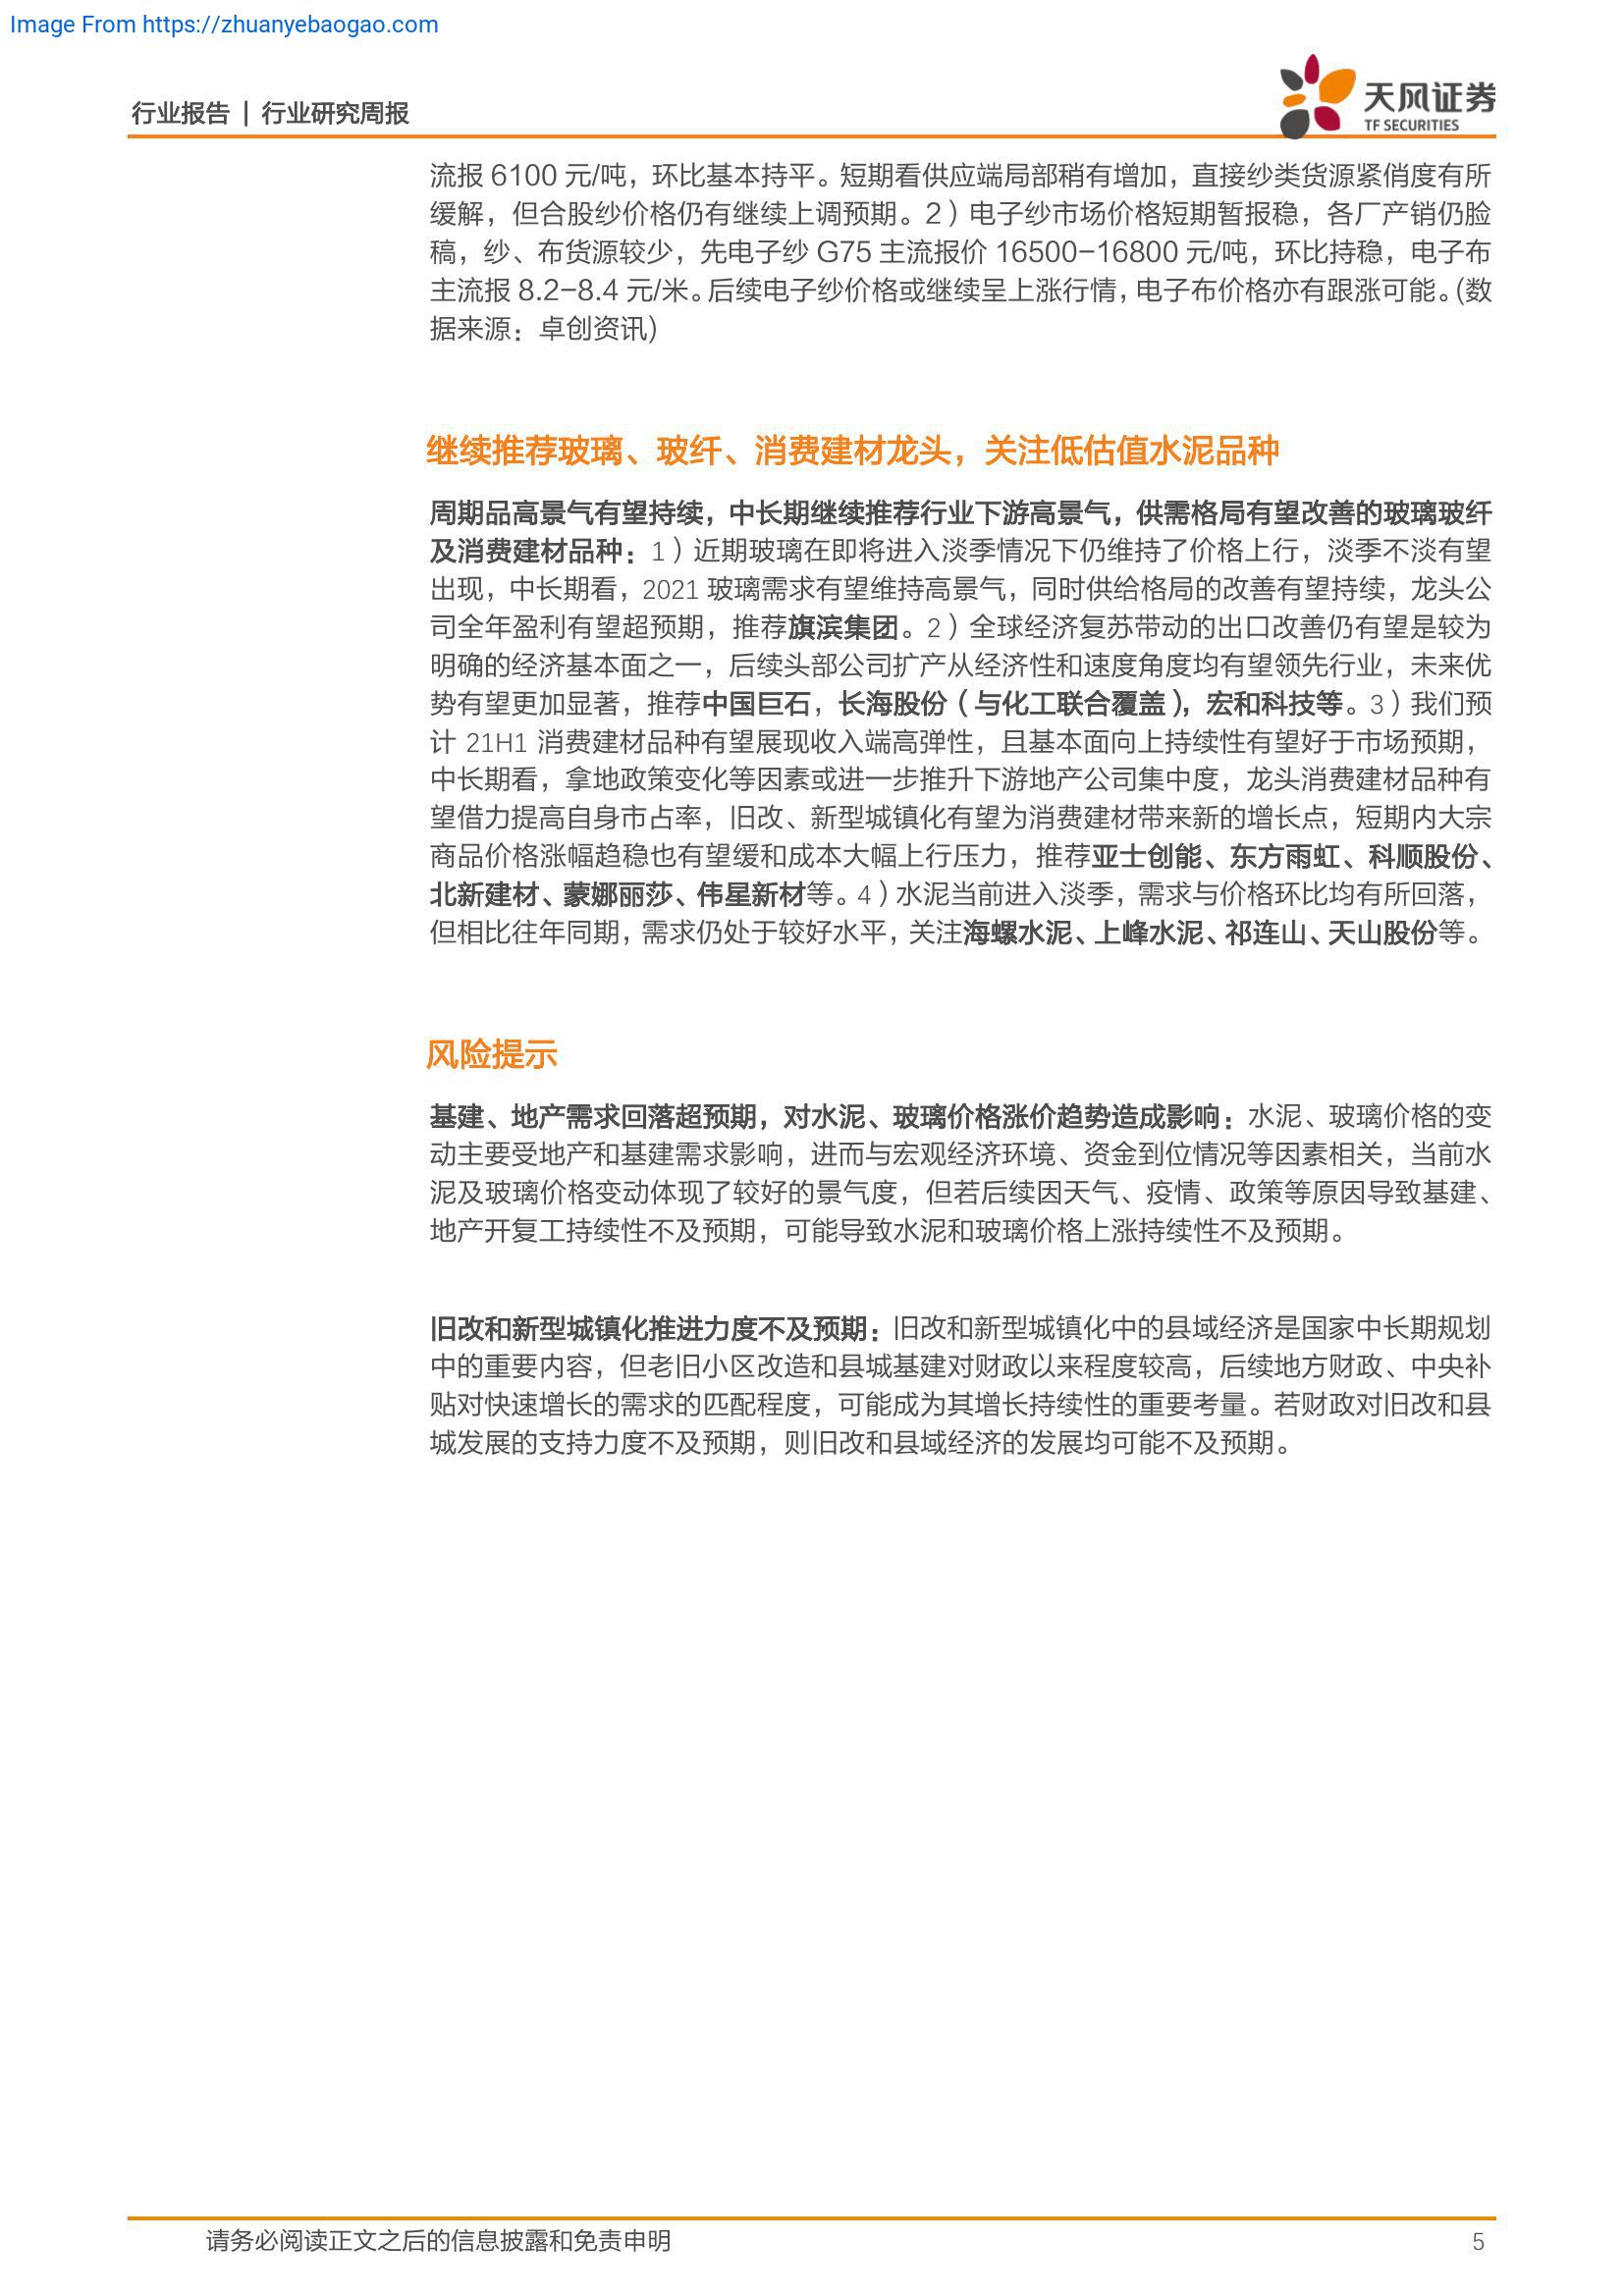 Image From https://zhuanyebaogao.com
行业报告 | 行业研究周报
天风证券
TF SECURITIES
流报 6100 元/吨，环比基本持平。短期看供应端局部稍有增加，直接纱类货源紧俏度有所
缓解，但合股纱价格仍有继续上调预期。2）电子纱市场价格短期暂报稳，各厂产销仍脸
稿，纱、布货源较少，先电子纱 G75 主流报价 16500-16800 元/吨，环比持稳，电子布
主流报 8.2-8.4 元/米。后续电子纱价格或继续呈上涨行情，电子布价格亦有跟涨可能。(数
据来源：卓创资讯)
继续推荐玻璃、玻纤、消费建材龙头，关注低估值水泥品种
周期品高景气有望持续，中长期继续推荐行业下游高景气，供需格局有望改善的玻璃玻纤
及消费建材品种：1）近期玻璃在即将进入淡季情况下仍维持了价格上行，淡季不淡有望
出现，中长期看，2021 玻璃需求有望维持高景气，同时供给格局的改善有望持续，龙头公
司全年盈利有望超预期，推荐旗滨集团。2）全球经济复苏带动的出口改善仍有望是较为
明确的经济基本面之一，后续头部公司扩产从经济性和速度角度均有望领先行业，未来优
势有望更加显著，推荐中国巨石，长海股份（与化工联合覆盖），宏和科技等。3）我们预
计 21H1 消费建材品种有望展现收入端高弹性，且基本面向上持续性有望好于市场预期，
中长期看，拿地政策变化等因素或进一步推升下游地产公司集中度，龙头消费建材品种有
望借力提高自身市占率，旧改、新型城镇化有望为消费建材带来新的增长点，短期内大宗
商品价格涨幅趋稳也有望缓和成本大幅上行压力，推荐亚士创能、东方雨虹、科顺股份、
北新建材、蒙娜丽莎、伟星新材等。4）水泥当前进入淡季，需求与价格环比均有所回落，
但相比往年同期，需求仍处于较好水平，关注海螺水泥、上峰水泥、祁连山、天山股份等。
风险提示
基建、地产需求回落超预期，对水泥、玻璃价格涨价趋势造成影响：水泥、玻璃价格的变
动主要受地产和基建需求影响，进而与宏观经济环境、资金到位情况等因素相关，当前水
泥及玻璃价格变动体现了较好的景气度，但若后续因天气、疫情、政策等原因导致基建、
地产开复工持续性不及预期，可能导致水泥和玻璃价格上涨持续性不及预期。
旧改和新型城镇化推进力度不及预期：旧改和新型城镇化中的县域经济是国家中长期规划
中的重要内容，但老旧小区改造和县城基建对财政以来程度较高，后续地方财政、中央补
贴对快速增长的需求的匹配程度，可能成为其增长持续性的重要考量。若财政对旧改和县
城发展的支持力度不及预期，则旧改和县域经济的发展均可能不及预期。
请务必阅读正文之后的信息披露和免责申明
5